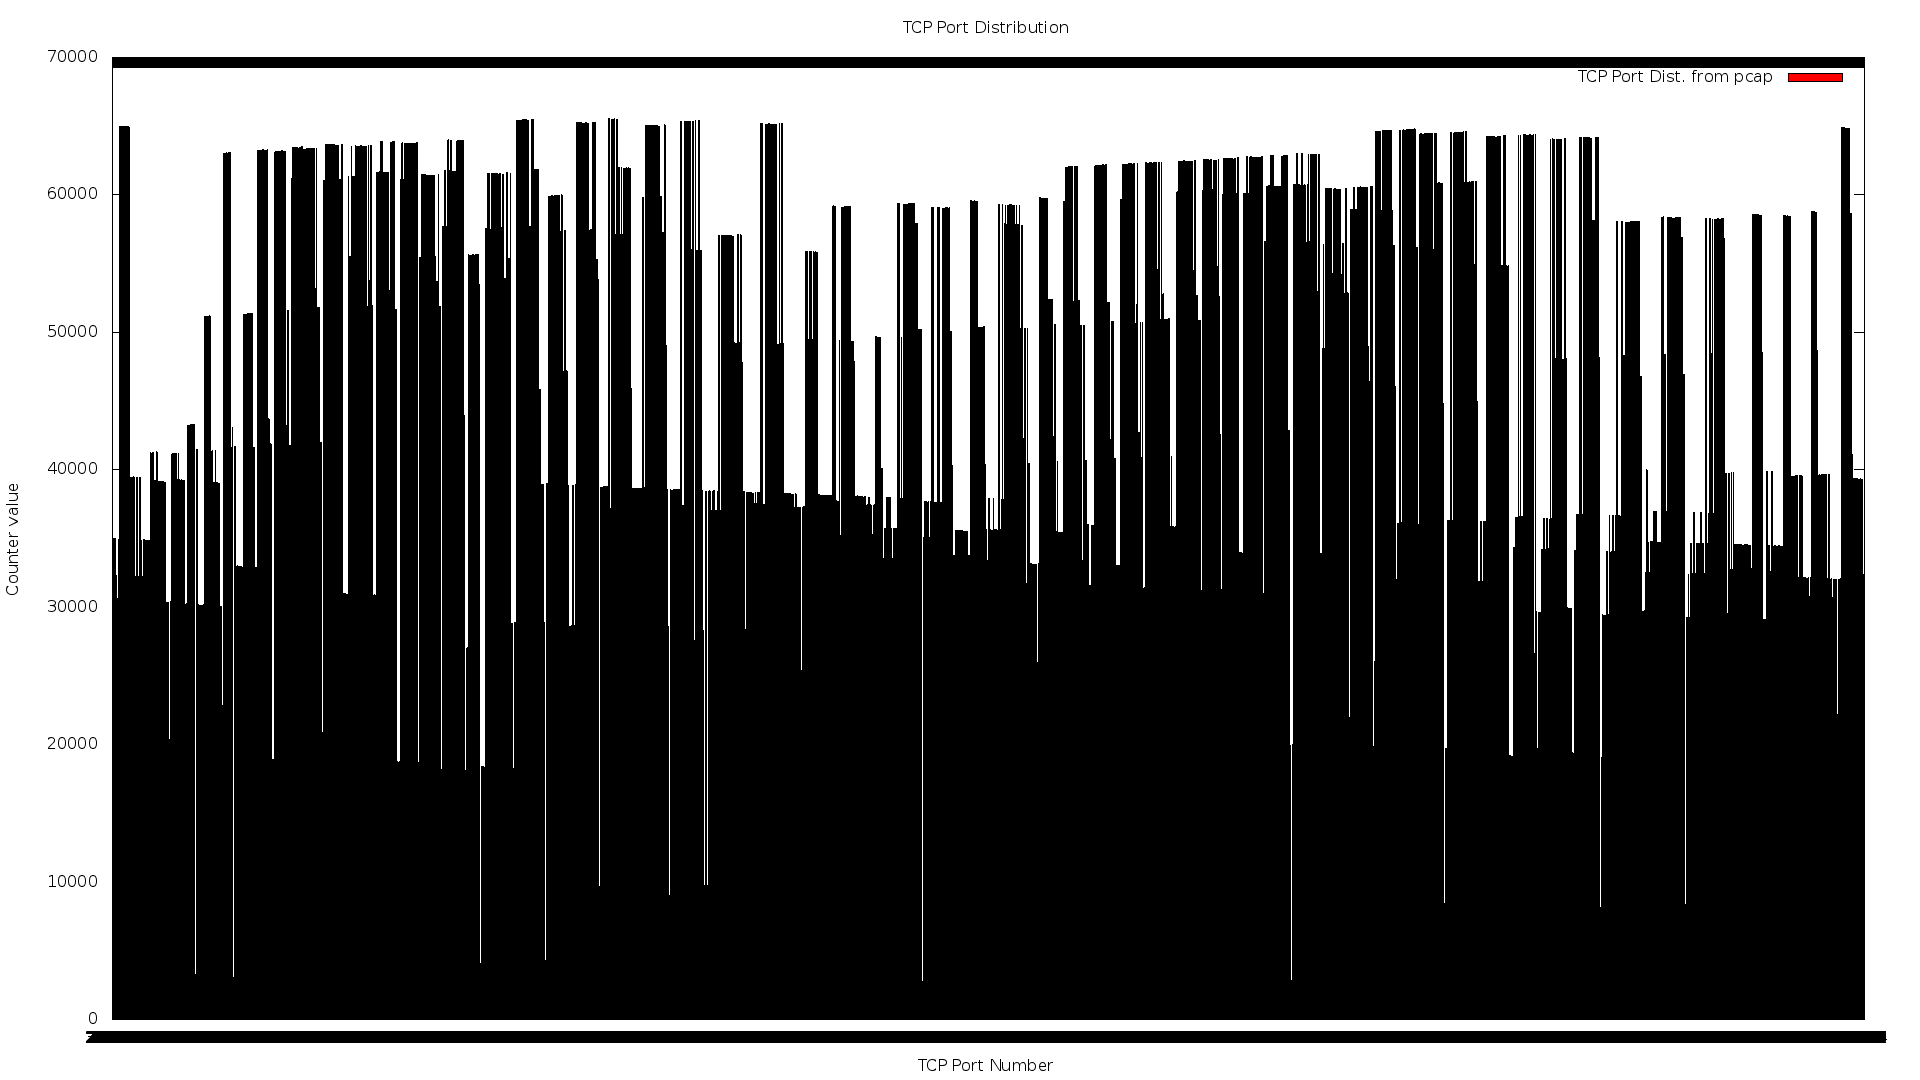 TCP Port Distribution
70000
TCP Port Dist. from pcap
60000
50000
40000
30000
20000
10000
0
Counter value
TCP Port Number